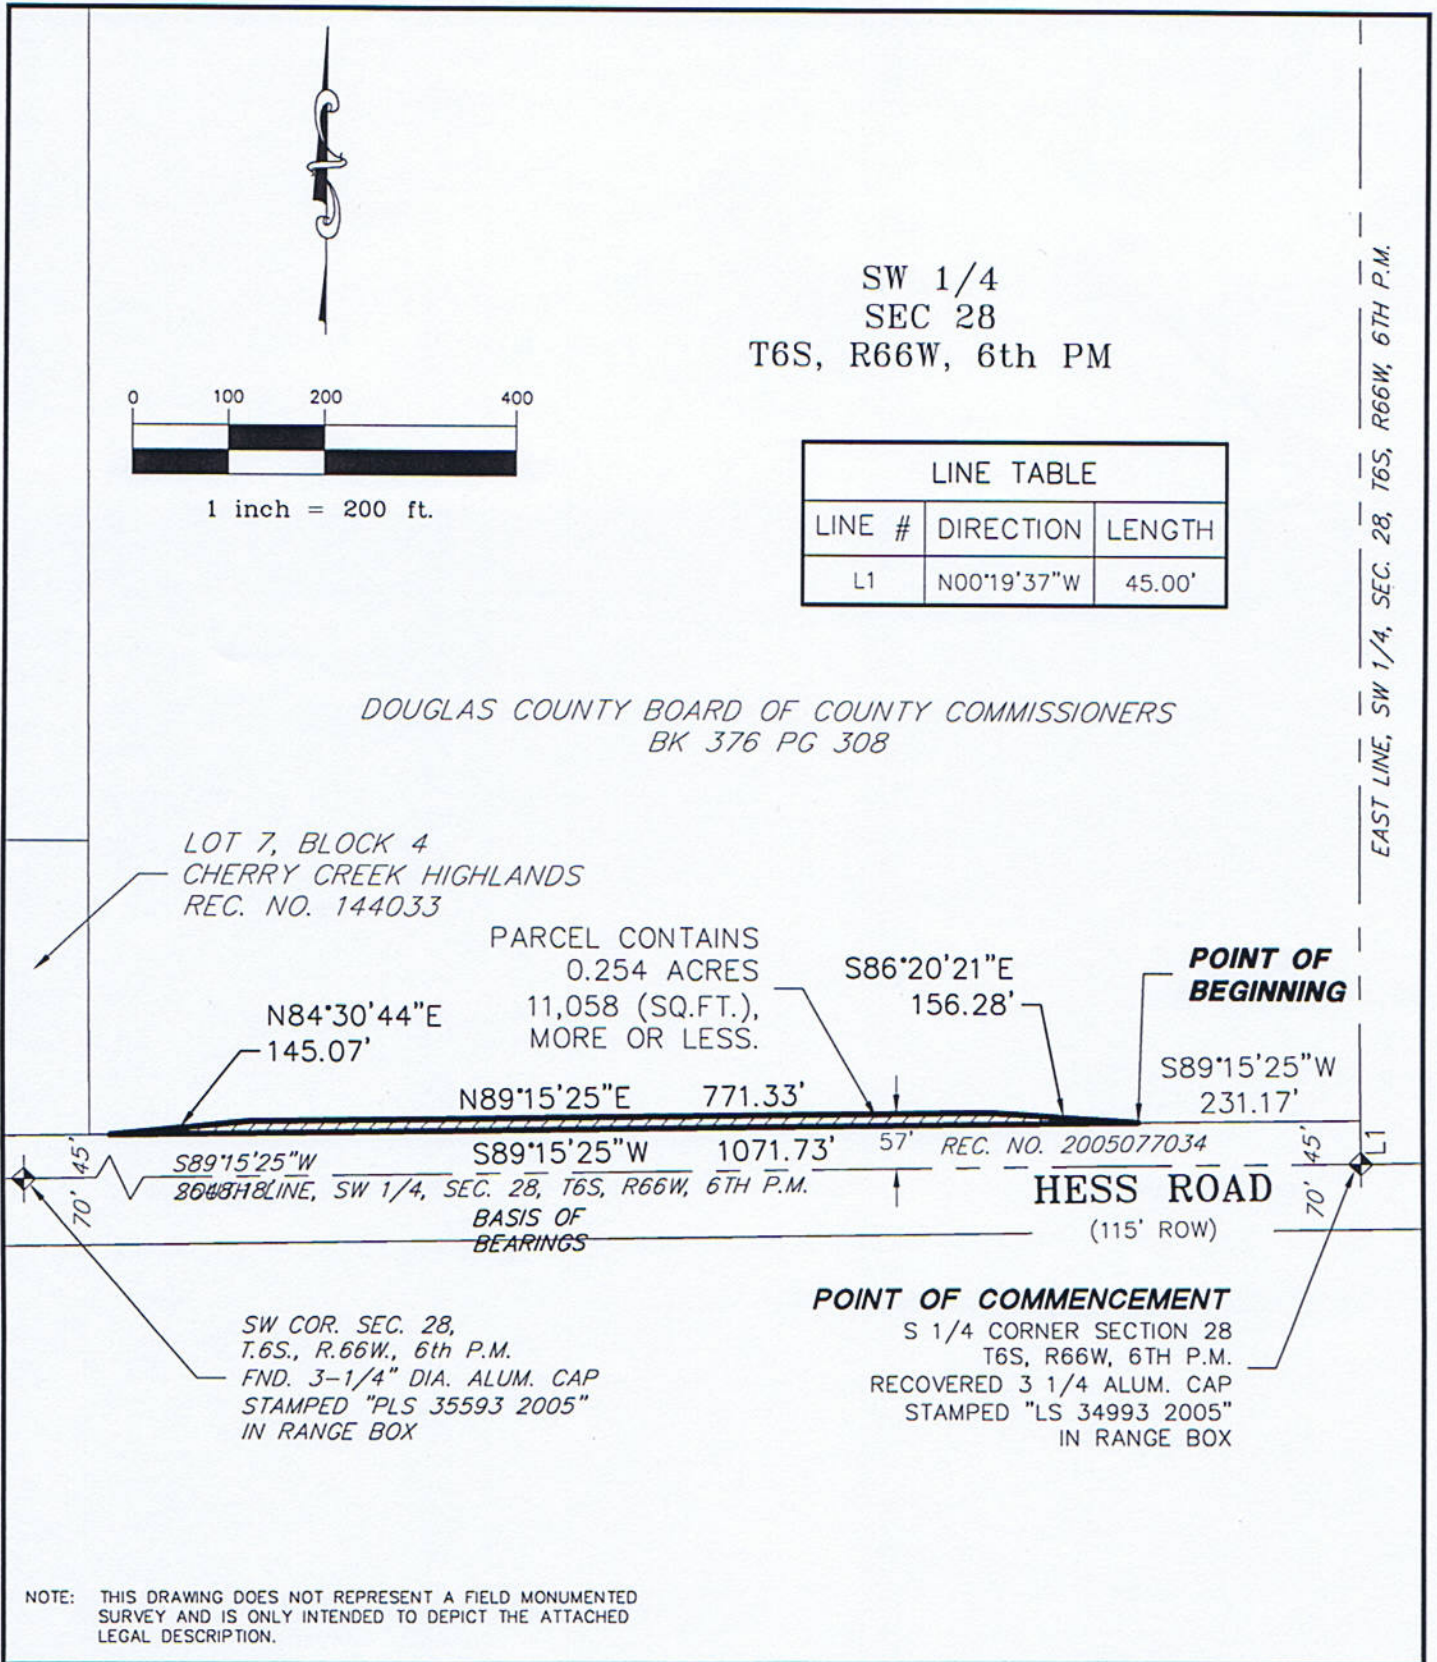 SW 1/4
SEC 28
T6S, R66W, 6th PM
0 100 200 400
1 inch = 200 ft.
LINE TABLE
LINE # DIRECTION LENGTH
L1 N00°19'37"W 45.00'
EAST LINE, SW 1/4, SEC. 28, T6S, R66W, 6TH P.M.
DOUGLAS COUNTY BOARD OF COUNTY COMMISSIONERS
BK 376 PG 308
LOT 7, BLOCK 4
CHERRY CREEK HIGHLANDS
REC. NO. 144033
PARCEL CONTAINS
0.254 ACRES
11,058 (SQ.FT.),
MORE OR LESS.
S86°20'21"E
156.28'
POINT OF
BEGINNING
N84°30'44"E
145.07'
S89°15'25"W
231.17'
N89°15'25"E 771.33'
S89°15'25"W 1071.73'
57'
REC. NO. 2005077034
45'
70'
45'
70'
L1
S89°15'25"W
LINE, SW 1/4, SEC. 28, T6S, R66W, 6TH P.M.
BASIS OF
BEARINGS
HESS ROAD
(115' ROW)
SW COR. SEC. 28,
T.6S., R.66W., 6th P.M.
FND. 3-1/4" DIA. ALUM. CAP
STAMPED "PLS 35593 2005"
IN RANGE BOX
POINT OF COMMENCEMENT
S 1/4 CORNER SECTION 28
T6S, R66W, 6TH P.M.
RECOVERED 3 1/4 ALUM. CAP
STAMPED "LS 34993 2005"
IN RANGE BOX
NOTE: THIS DRAWING DOES NOT REPRESENT A FIELD MONUMENTED
SURVEY AND IS ONLY INTENDED TO DEPICT THE ATTACHED
LEGAL DESCRIPTION.